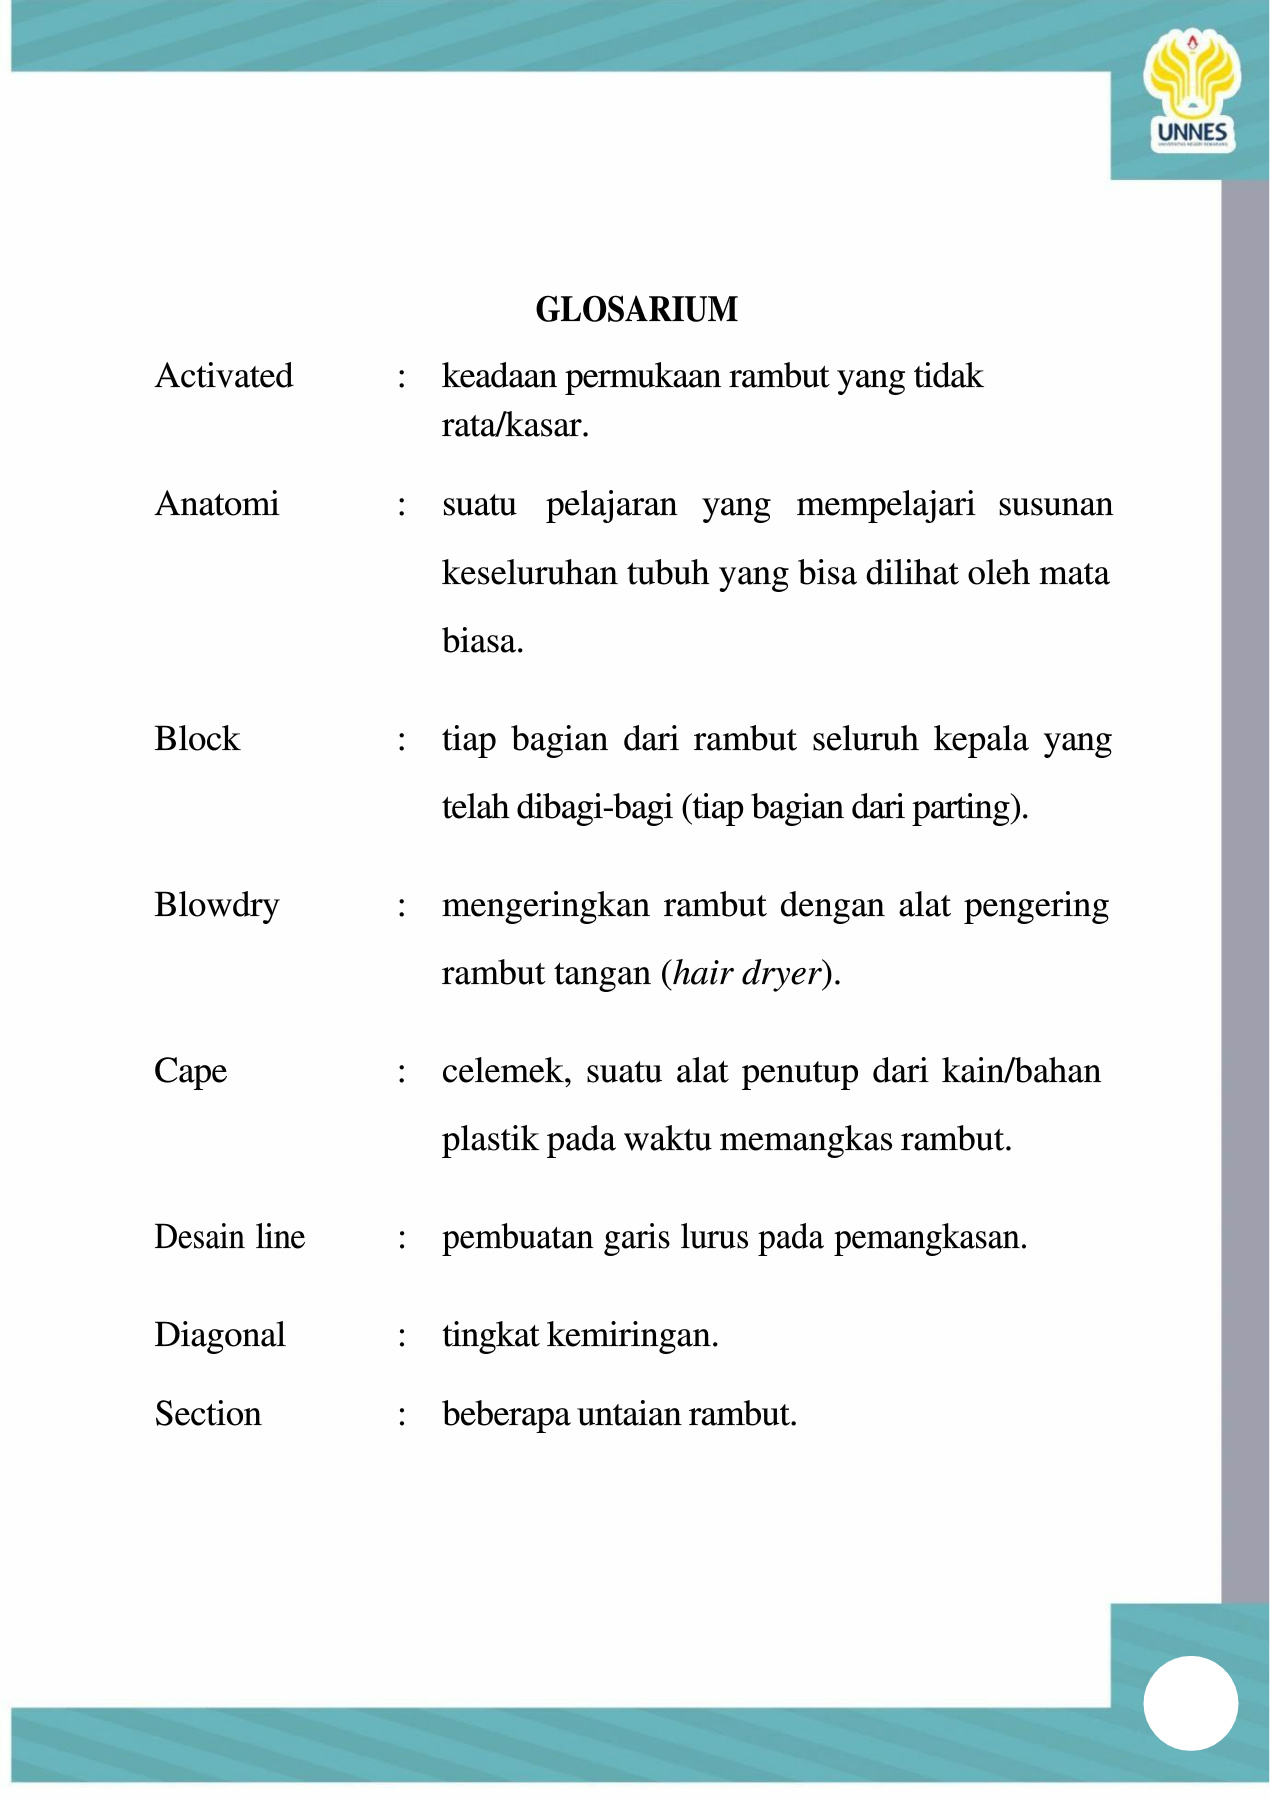 UNNES
UNIVERSITAS NEGERI SEMARANG
GLOSARIUM
Activated : keadaan permukaan rambut yang tidak
rata/kasar.
Anatomi : suatu pelajaran yang mempelajari susunan
keseluruhan tubuh yang bisa dilihat oleh mata
biasa.
Block : tiap bagian dari rambut seluruh kepala yang
telah dibagi-bagi (tiap bagian dari parting).
Blowdry : mengeringkan rambut dengan alat pengering
rambut tangan (hair dryer).
Cape : celemek, suatu alat penutup dari kain/bahan
plastik pada waktu memangkas rambut.
Desain line : pembuatan garis lurus pada pemangkasan.
Diagonal : tingkat kemiringan.
Section : beberapa untaian rambut.